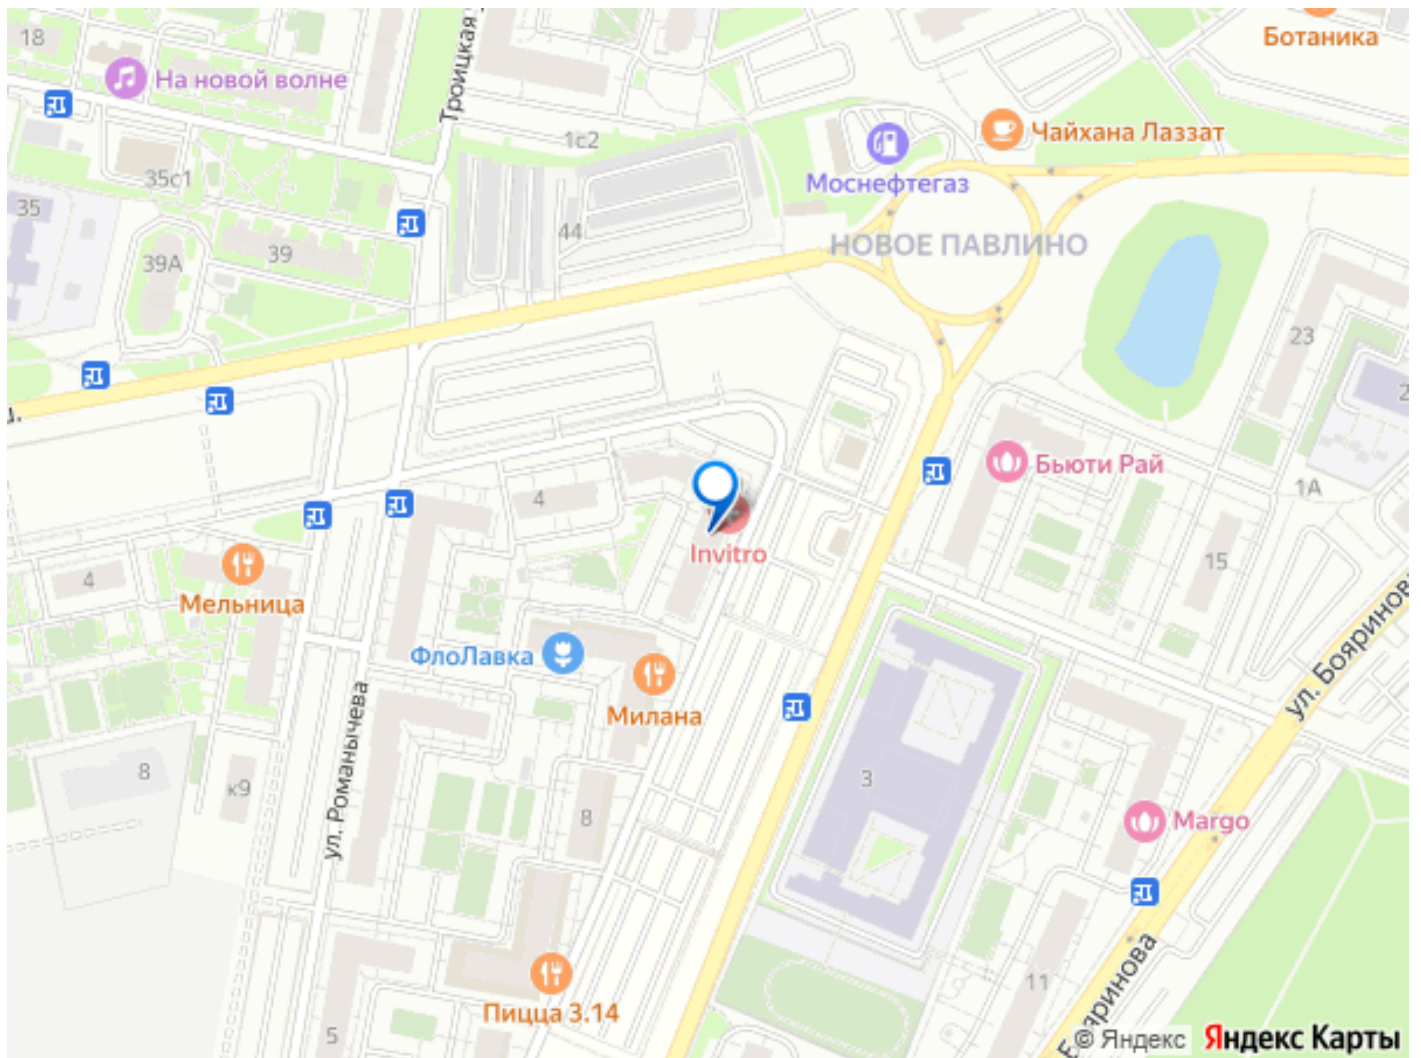 18
На новой волне
Троицкая
Ботаника
1с2
Чайхана Лаззат
Моснефтегаз
35с1
35
44
НОВОЕ ПАВЛИНО
39
39А
23
4
Invitro
Бьюти Рай
1А
15
4
Мельница
ФлоЛавка
Милана
ул. Бояринова
ул. Романычева
8
к9
8
3
Margo
11
Пицца 3.14
5
Бояринова
© Яндекс
Яндекс Карты